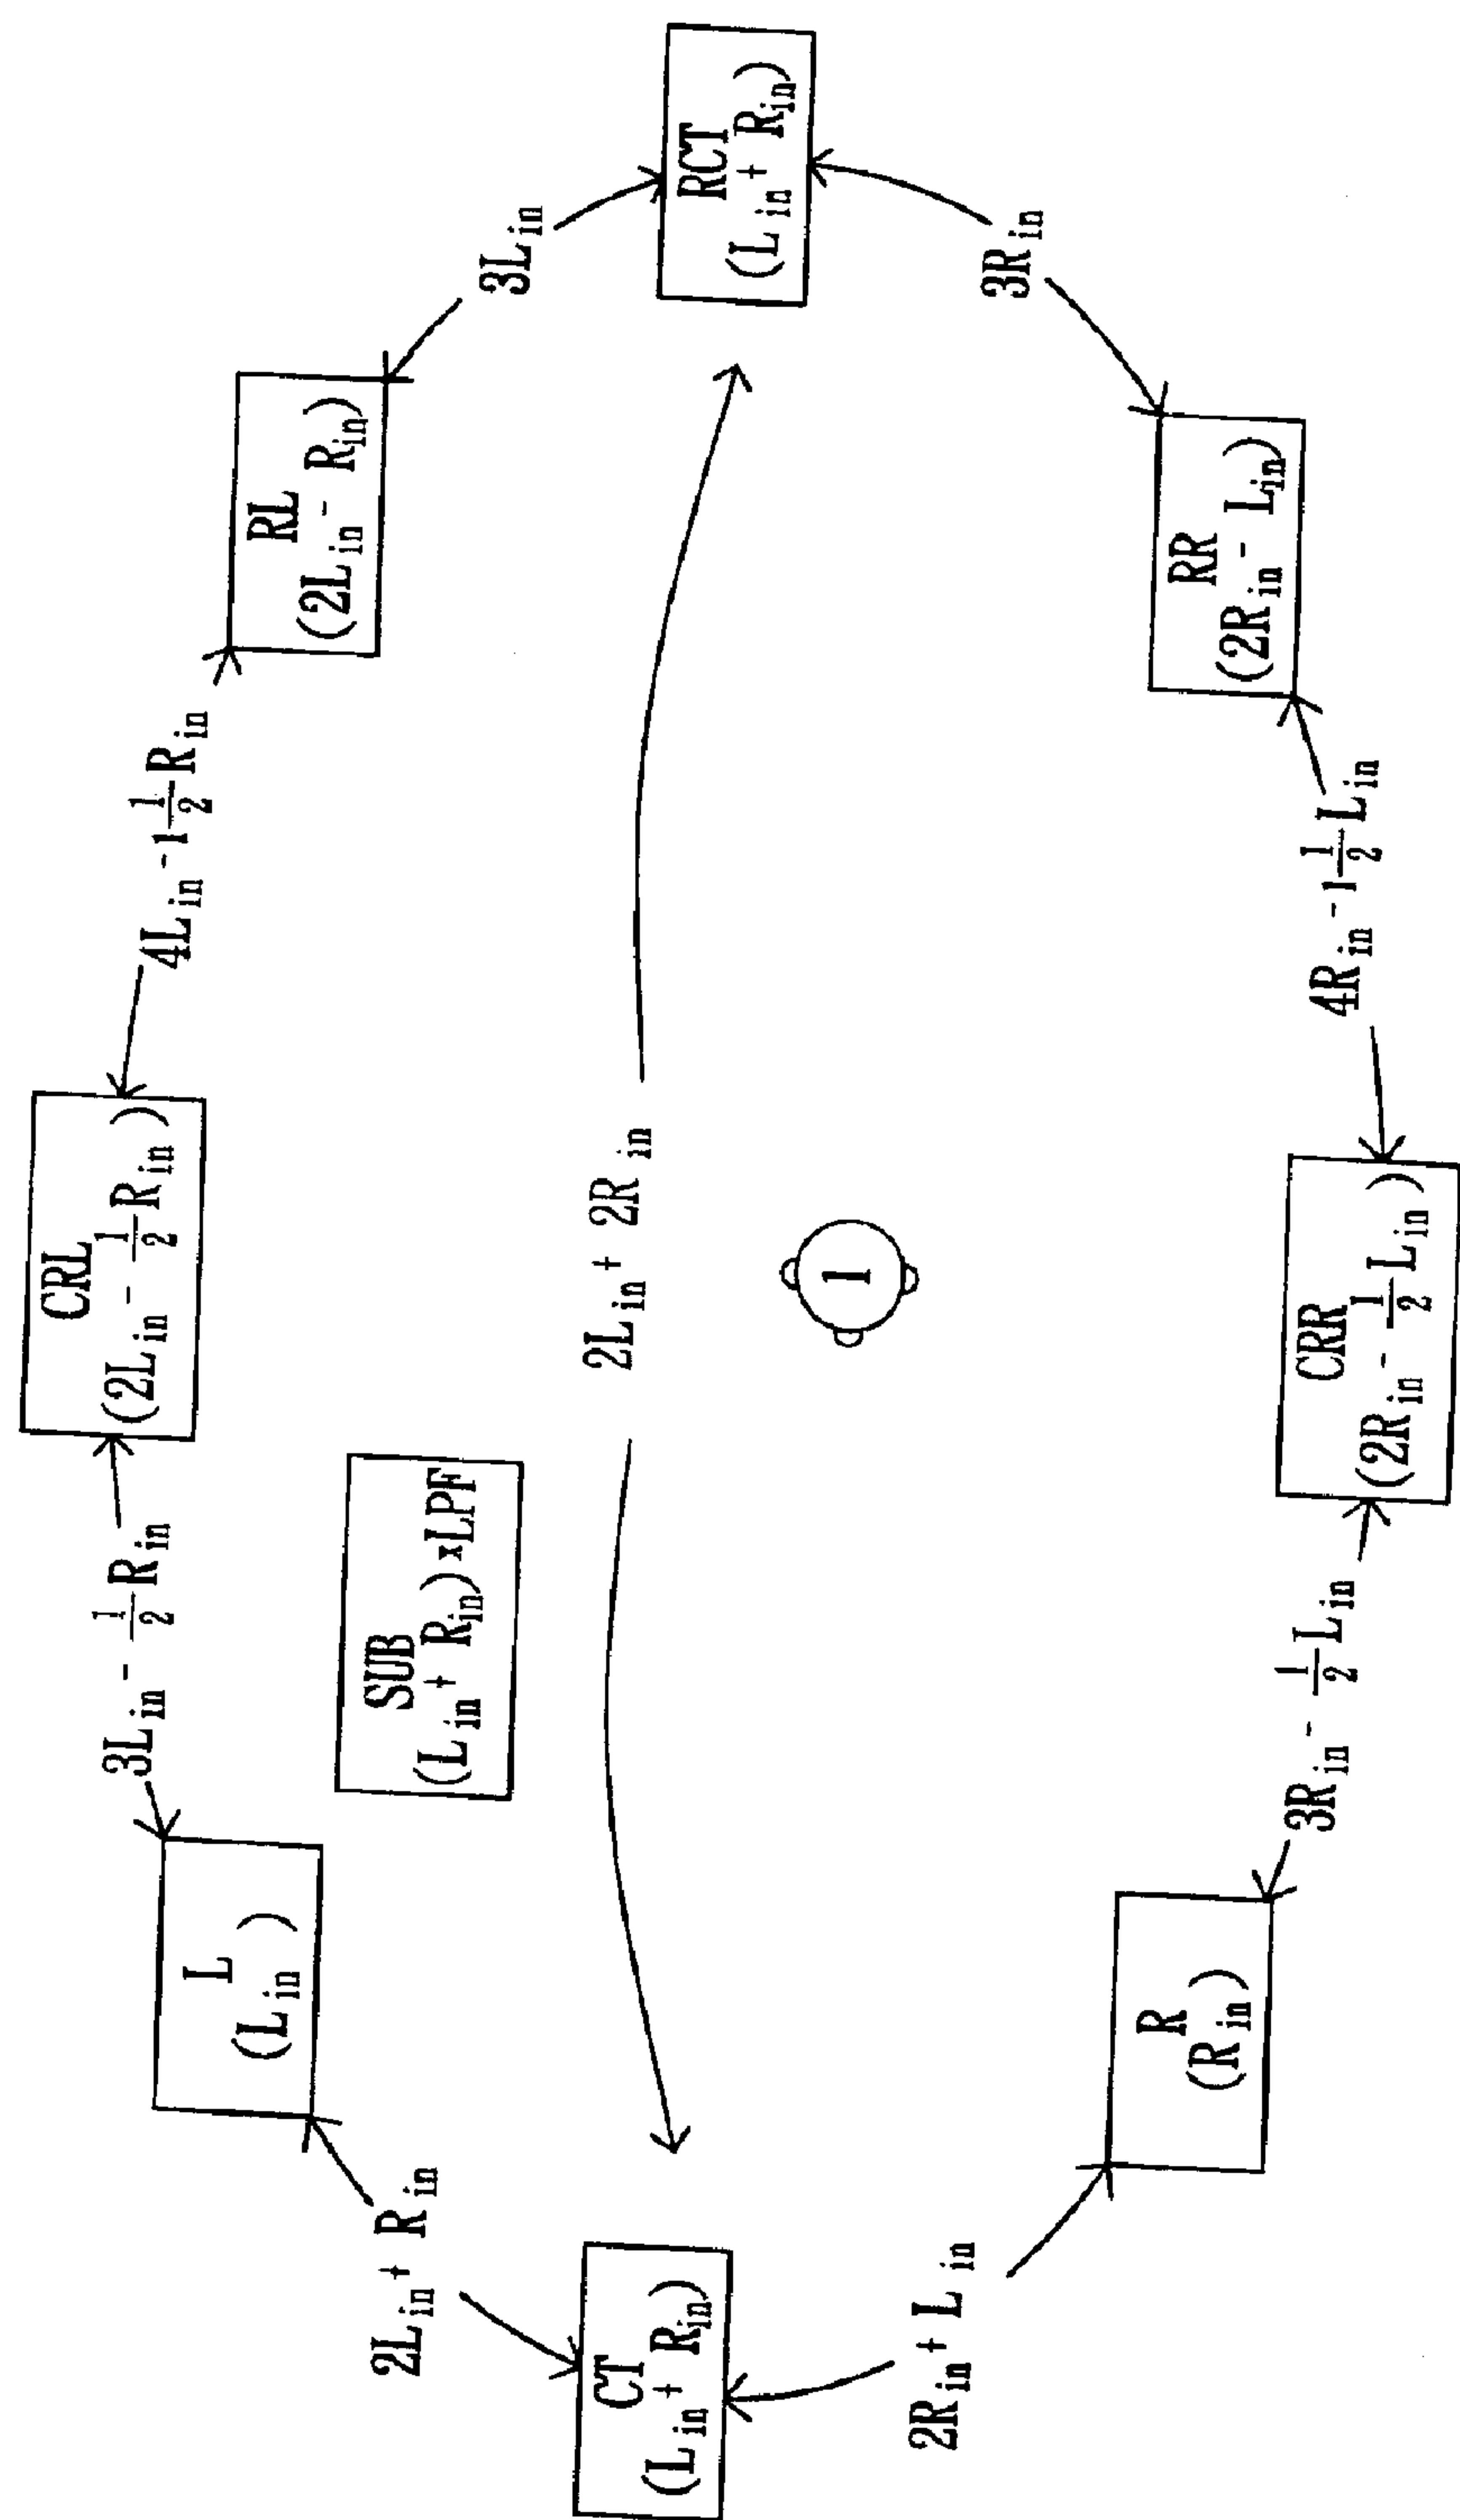 CT
(L_in + R_in)
2L_in + R_in
2R_in + L_in
L
(L_in)
R
(R_in)
3L_in - 1/2 R_in
SUB
(L_in + R_in)×LPF
3R_in - 1/2 L_in
CRL
(2L_in - 1/2 R_in)
2L_in + 2R_in
1
CRR
(2R_in - 1/2 L_in)
4L_in - 1 1/2 R_in
4R_in - 1 1/2 L_in
RL
(2L_in - R_in)
RR
(2R_in - L_in)
3L_in
3R_in
RCT
(L_in + R_in)